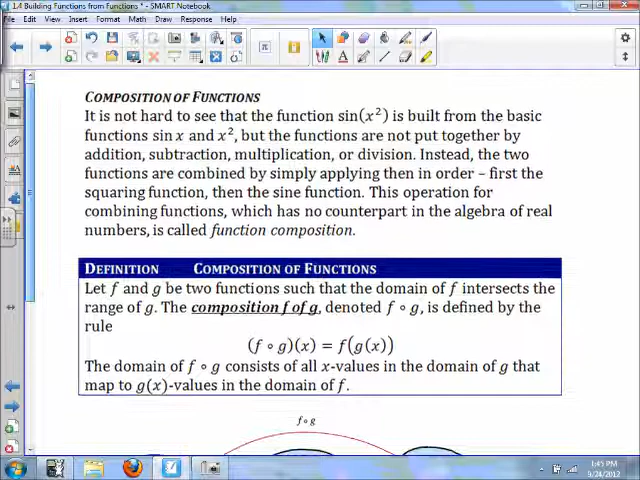 1.4 Building Functions from Functions * - SMART Notebook
File Edit View Insert Format Tools Add-ons Draw Response Help
COMPOSITION OF FUNCTIONS
It is not hard to see that the function sin(x²) is built from the basic
functions sin x and x², but the functions are not put together by
addition, subtraction, multiplication, or division. Instead, the two
functions are combined by simply applying then in order – first the
squaring function, then the sine function. This operation for
combining functions, which has no counterpart in the algebra of real
numbers, is called function composition.
DEFINITION COMPOSITION OF FUNCTIONS
Let f and g be two functions such that the domain of f intersects the
range of g. The composition f of g, denoted f ∘ g, is defined by the
rule
(f ∘ g)(x) = f(g(x))
The domain of f ∘ g consists of all x-values in the domain of g that
map to g(x)-values in the domain of f.
f∘g
1:45 PM
9/24/2012